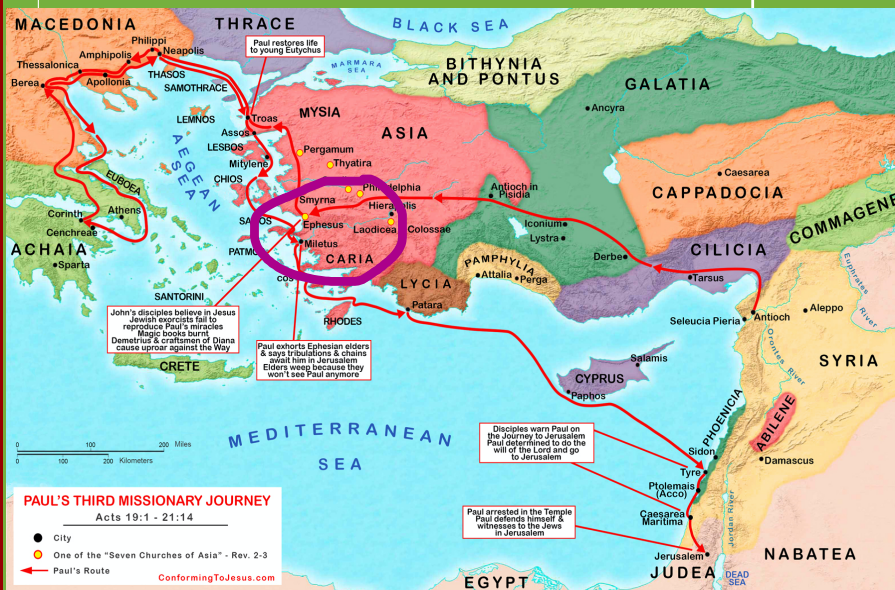 MACEDONIA
THRACE
BLACK SEA
Philippi
Neapolis
Amphipolis
Thessalonica
Apollonia
Berea
THASOS
SAMOTHRACE
Paul restores life
to young Eutychus
MARMARA
SEA
BITHYNIA
AND PONTUS
GALATIA
Ancyra
LEMNOS
Troas
MYSIA
ASIA
Assos
LESBOS
Mitylene
CHIOS
AEGEAN
SEA
Pergamum
Thyatira
Philadelphia
Smyrna
Hierapolis
Ephesus
Laodicea
Colossae
Miletus
CARIA
SAMOS
PATMOS
COS
EUBOEA
Athens
Corinth
Cenchreae
ACHAIA
Sparta
SANTORINI
CRETE
RHODES
LYCIA
Patara
PAMPHYLIA
Attalia
Perga
Antioch in
Pisidia
Iconium
Lystra
Derbe
Caesarea
CAPPADOCIA
COMMAGENE
CILICIA
Tarsus
Euphrates
River
Seleucia Pieria
Antioch
Aleppo
Orontes River
SYRIA
Salamis
CYPRUS
Paphos
John's disciples believe in Jesus
Jewish exorcists fail to
reproduce Paul's miracles
Magic books burnt
Demetrius & craftsmen of Diana
cause uproar against the Way
Paul exhorts Ephesian elders
& says tribulations & chains
await him in Jerusalem
Elders weep because they
won't see Paul anymore
MEDITERRANEAN
SEA
Disciples warn Paul on
the Journey to Jerusalem
Paul determined to do the
will of the Lord and go
to Jerusalem
PHOENICIA
ABILENE
Sidon
Damascus
Tyre
Ptolemais
(Acco)
Caesarea
Maritima
Paul arrested in the Temple
Paul defends himself &
witnesses to the Jews
in Jerusalem
Jordan River
Jerusalem
JUDEA
DEAD
SEA
NABATEA
EGYPT
0 100 200 Miles
0 100 200 Kilometers
PAUL'S THIRD MISSIONARY JOURNEY
Acts 19:1 - 21:14
City
One of the "Seven Churches of Asia" - Rev. 2-3
Paul's Route
ConformingToJesus.com